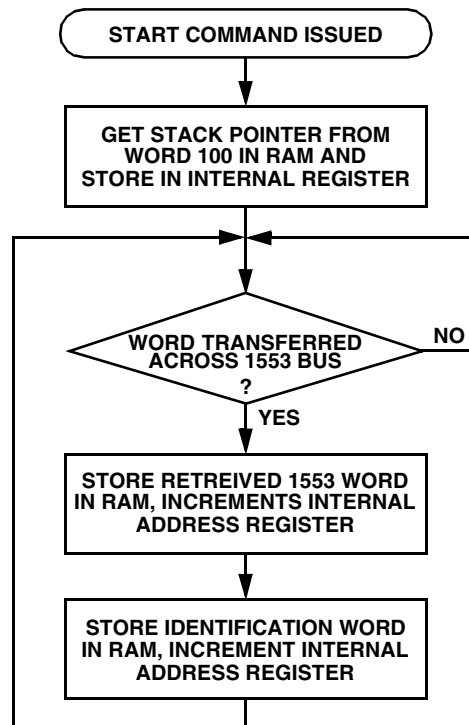 START COMMAND ISSUED
GET STACK POINTER FROM
WORD 100 IN RAM AND
STORE IN INTERNAL REGISTER
WORD TRANSFERRED
ACROSS 1553 BUS
?
NO
YES
STORE RETREIVED 1553 WORD
IN RAM, INCREMENTS INTERNAL
ADDRESS REGISTER
STORE IDENTIFICATION WORD
IN RAM, INCREMENT INTERNAL
ADDRESS REGISTER